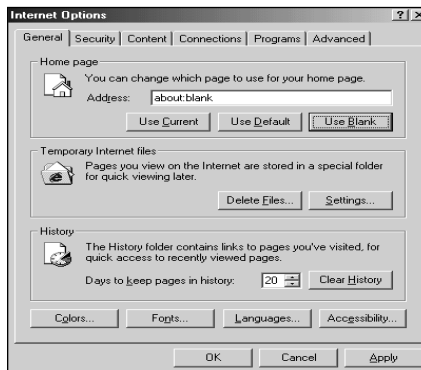 Internet Options
General Security Content Connections Programs Advanced
Home page
You can change which page to use for your home page.
Address: about:blank
Use Current Use Default Use Blank
Temporary Internet files
Pages you view on the Internet are stored in a special folder
for quick viewing later.
Delete Files... Settings...
History
The History folder contains links to pages you've visited, for
quick access to recently viewed pages.
Days to keep pages in history: 20 Clear History
Colors... Fonts... Languages... Accessibility...
OK Cancel Apply